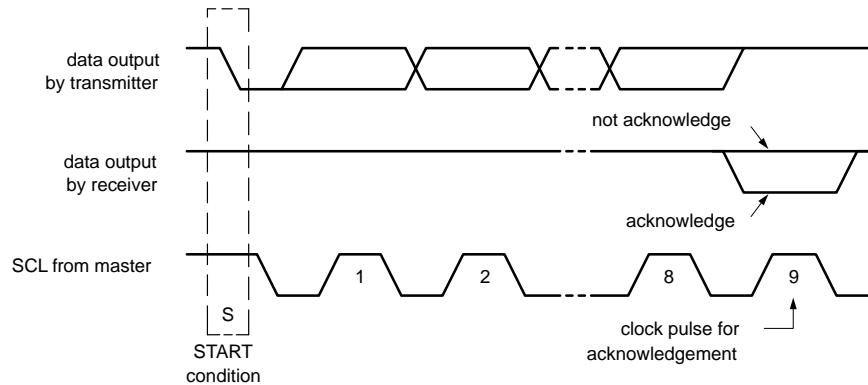 data output
by transmitter
not acknowledge
data output
by receiver
acknowledge
SCL from master
1
2
8
9
S
clock pulse for
acknowledgement
START
condition